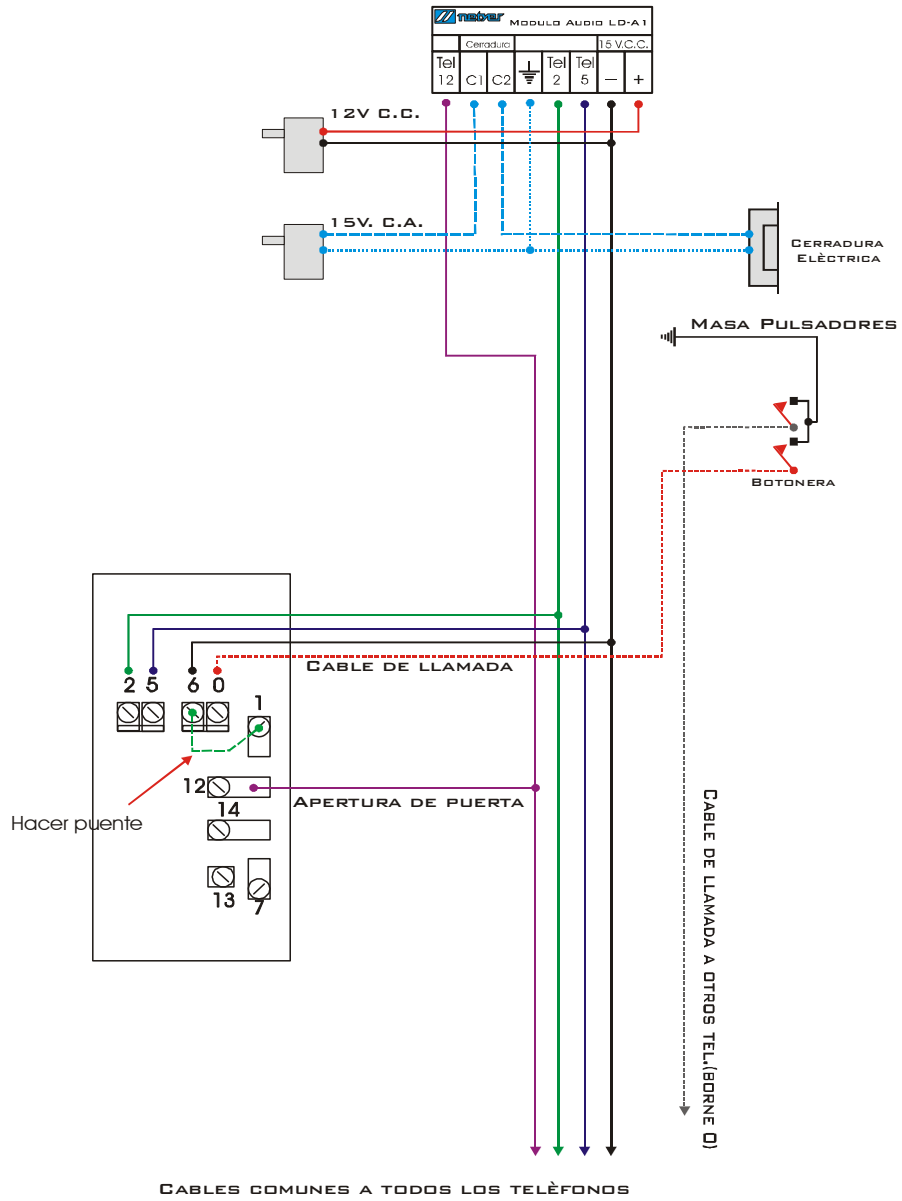 neber MODULO AUDIO LD-A1
Cerradura 15 V.C.C.
Tel 12 C1 C2 Tel 2 Tel 5 — +
12V C.C.
15V. C.A.
CERRADURA
ELÈCTRICA
MASA PULSADORES
BOTONERA
CABLE DE LLAMADA
2 5 6 0
1
12
APERTURA DE PUERTA
14
Hacer puente
13
7
CABLE DE LLAMADA A OTROS TEL.(BORNE 0)
CABLES COMUNES A TODOS LOS TELÈFONOS